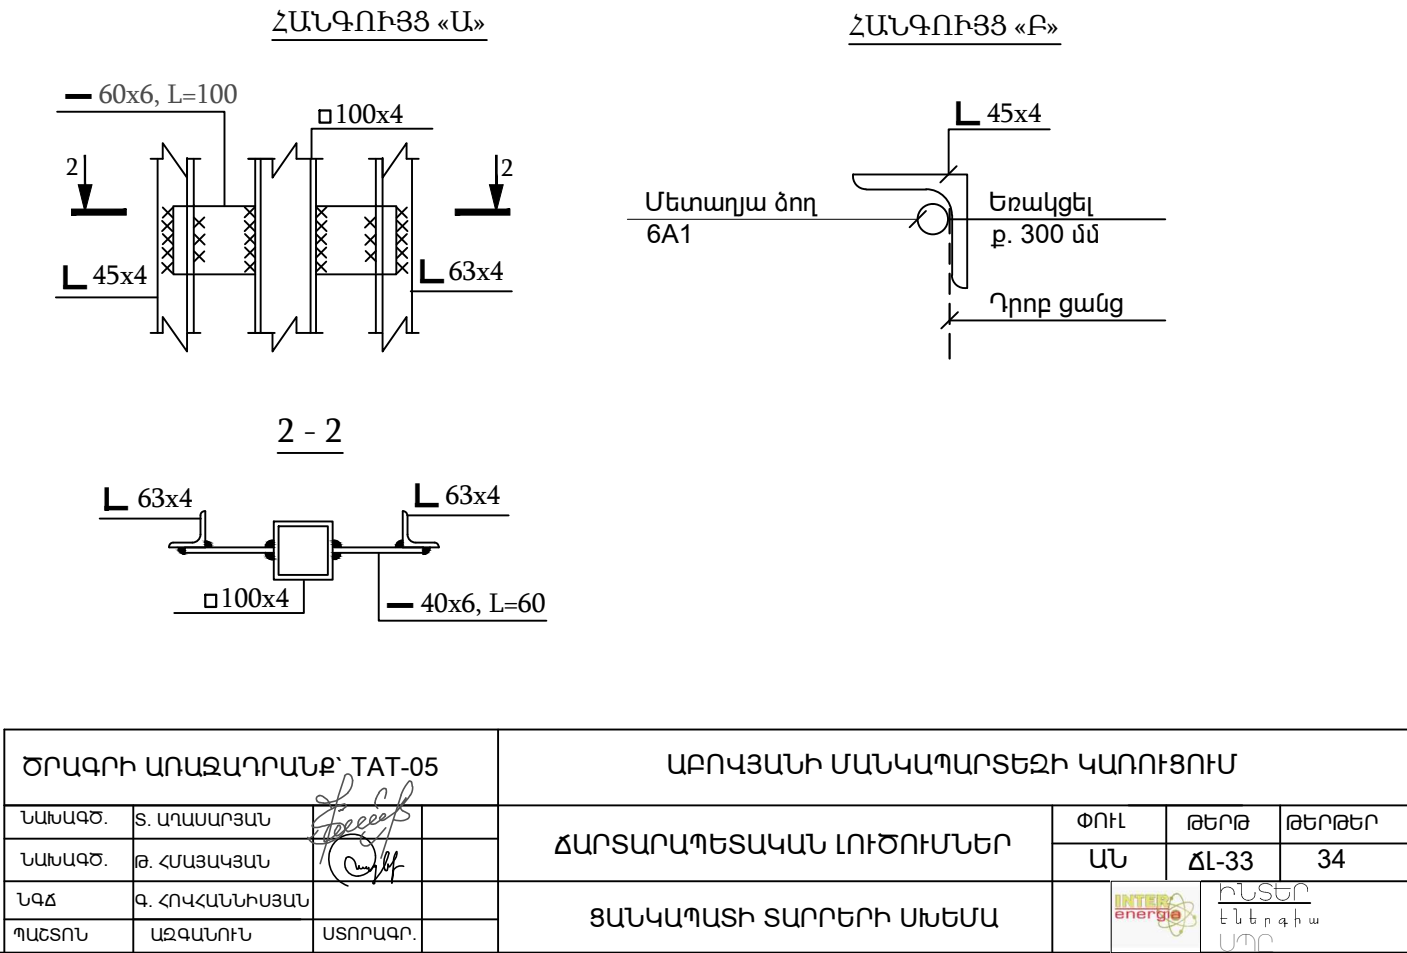 ՀԱՆԳՈՒՅՑ «Ա»
ՀԱՆԳՈՒՅՑ «Բ»
60x6, L=100
100x4
2
2
45x4
63x4
45x4
Մետաղյա ձող
6A1
Եռակցել
ք. 300 մմ
Դրոբ ցանց
2 - 2
63x4
63x4
100x4
40x6, L=60
ԾՐԱԳՐԻ ԱՌԱՋԱԴՐԱՆՔ՝ TAT-05
ԱԲՈՎՅԱՆԻ ՄԱՆԿԱՊԱՐՏԵԶԻ ԿԱՌՈՒՑՈՒՄ
ՆԱԽԱԳԾ.
Տ. ԱՂԱՍԱՐՅԱՆ
ՆԱԽԱԳԾ.
Թ. ՀՄԱՅԱԿՅԱՆ
ՆԳՃ
Գ. ՀՈՎՀԱՆՆԻՍՅԱՆ
ՊԱՇՏՈՆ
ԱԶԳԱՆՈՒՆ
ՍՏՈՐԱԳՐ.
ՃԱՐՏԱՐԱՊԵՏԱԿԱՆ ԼՈՒԾՈՒՄՆԵՐ
ՓՈՒԼ
ԹԵՐԹ
ԹԵՐԹԵՐ
ԱՆ
ՃԼ-33
34
ՑԱՆԿԱՊԱՏԻ ՏԱՐՐԵՐԻ ՍԽԵՄԱ
INTER
energia
ԻՆՏԵՐ
էներգիա
ՍՊԸ